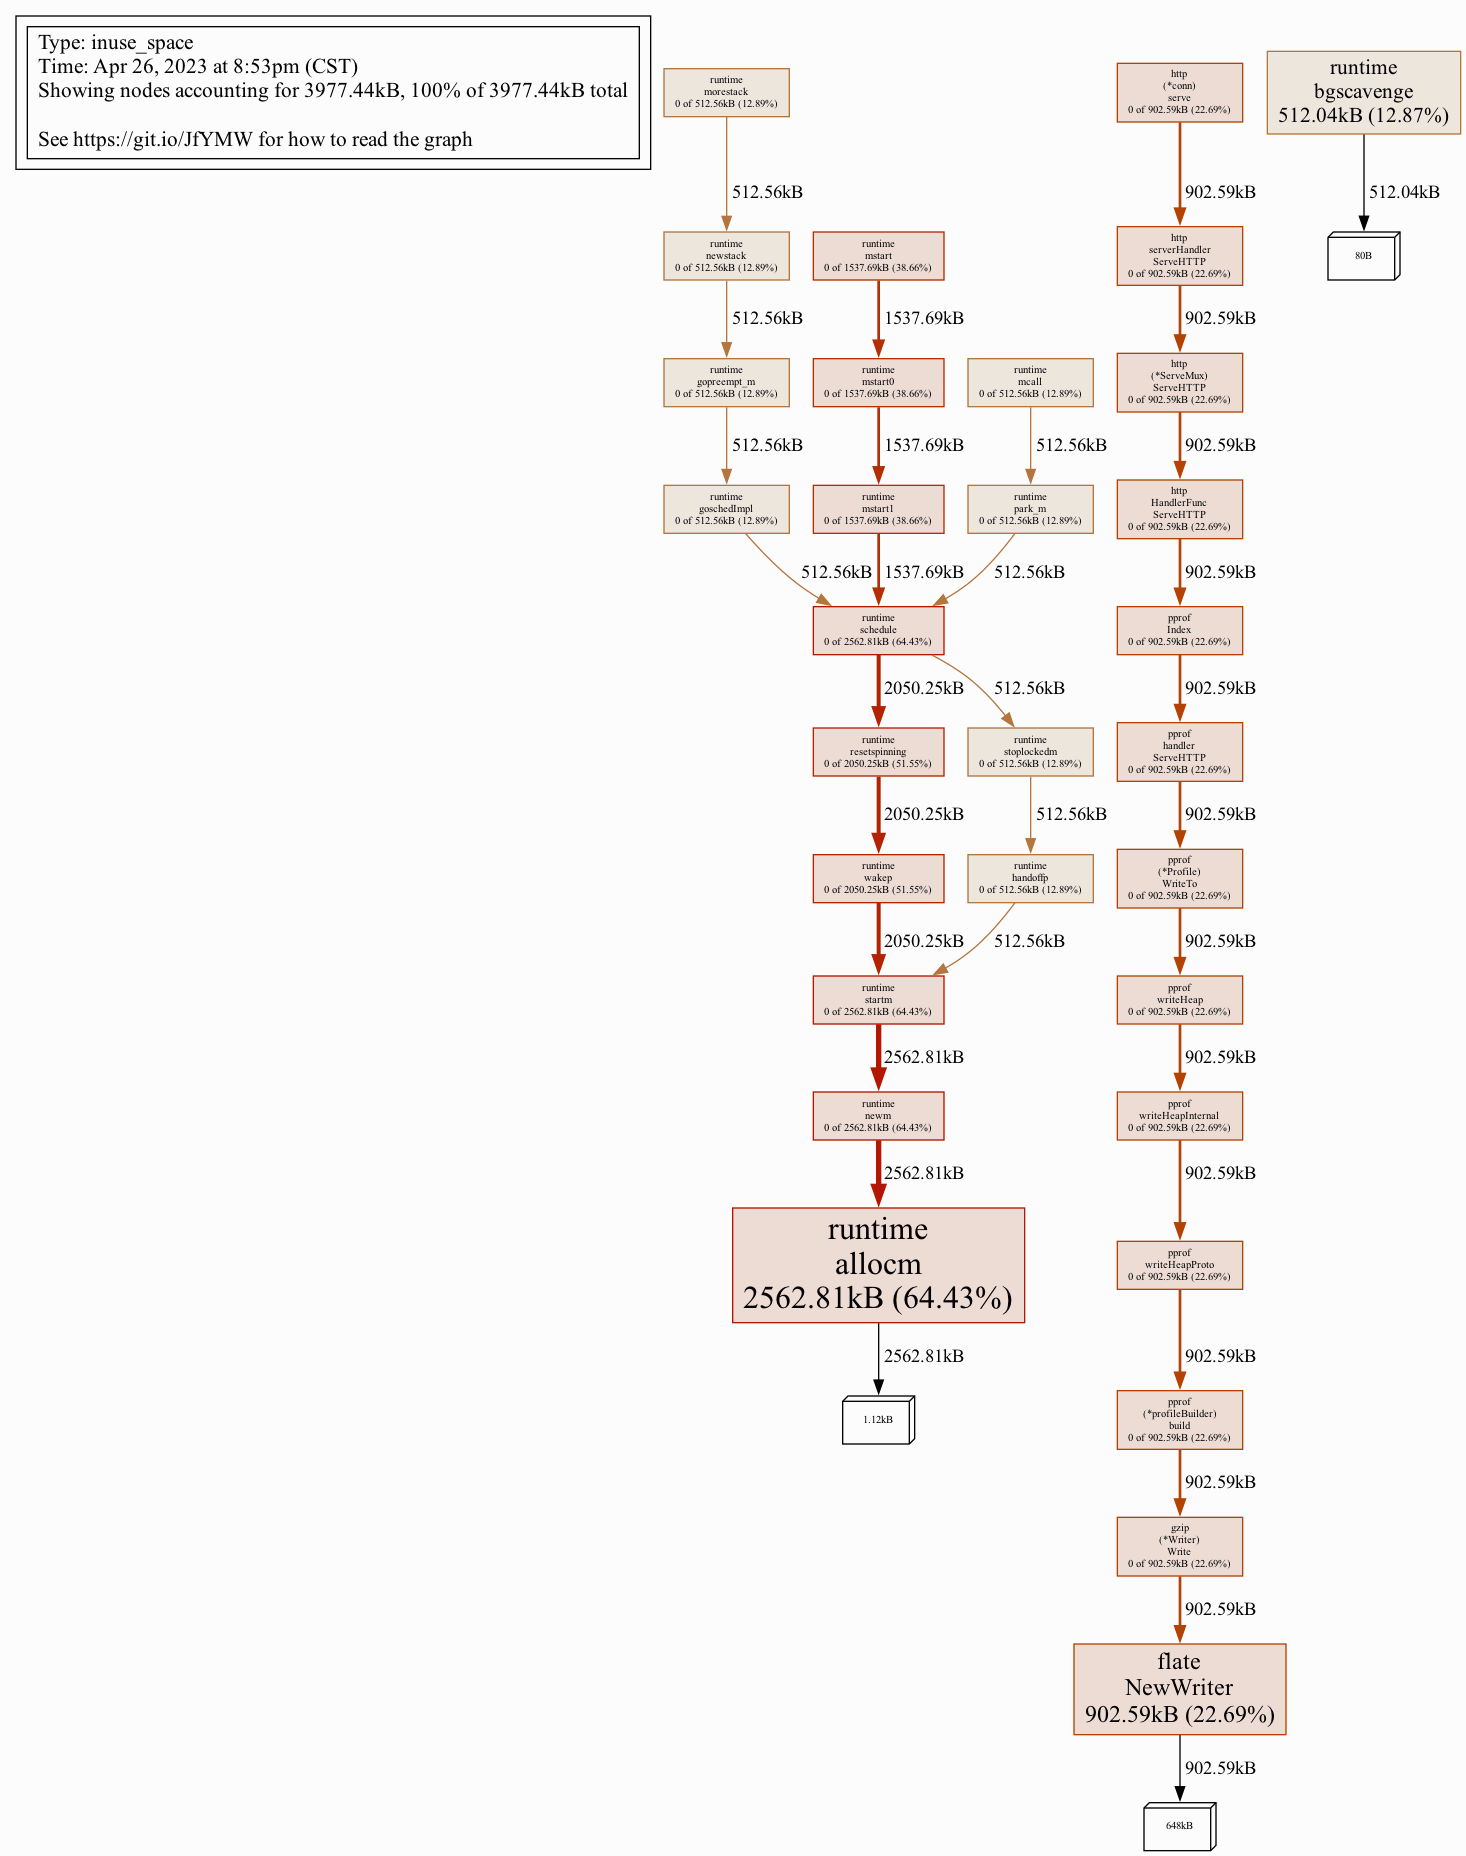 Type: inuse_space
Time: Apr 26, 2023 at 8:53pm (CST)
Showing nodes accounting for 3977.44kB, 100% of 3977.44kB total
See https://git.io/JfYMW for how to read the graph
runtime
morestack
0 of 512.56kB (12.89%)
512.56kB
runtime
newstack
0 of 512.56kB (12.89%)
512.56kB
runtime
gopreempt_m
0 of 512.56kB (12.89%)
512.56kB
runtime
goschedImpl
0 of 512.56kB (12.89%)
512.56kB
runtime
mstart
0 of 1537.69kB (38.66%)
1537.69kB
runtime
mstart0
0 of 1537.69kB (38.66%)
1537.69kB
runtime
mstart1
0 of 1537.69kB (38.66%)
1537.69kB
runtime
mcall
0 of 512.56kB (12.89%)
512.56kB
runtime
park_m
0 of 512.56kB (12.89%)
512.56kB
runtime
schedule
0 of 2562.81kB (64.43%)
2050.25kB
512.56kB
runtime
resetspinning
0 of 2050.25kB (51.55%)
2050.25kB
runtime
stoplockedm
0 of 512.56kB (12.89%)
512.56kB
runtime
wakep
0 of 2050.25kB (51.55%)
2050.25kB
runtime
handoffp
0 of 512.56kB (12.89%)
512.56kB
runtime
startm
0 of 2562.81kB (64.43%)
2562.81kB
runtime
newm
0 of 2562.81kB (64.43%)
2562.81kB
runtime
allocm
2562.81kB (64.43%)
2562.81kB
1.12kB
http
(*conn)
serve
0 of 902.59kB (22.69%)
902.59kB
http
serverHandler
ServeHTTP
0 of 902.59kB (22.69%)
902.59kB
http
(*ServeMux)
ServeHTTP
0 of 902.59kB (22.69%)
902.59kB
http
HandlerFunc
ServeHTTP
0 of 902.59kB (22.69%)
902.59kB
pprof
Index
0 of 902.59kB (22.69%)
902.59kB
pprof
handler
ServeHTTP
0 of 902.59kB (22.69%)
902.59kB
pprof
(*Profile)
WriteTo
0 of 902.59kB (22.69%)
902.59kB
pprof
writeHeap
0 of 902.59kB (22.69%)
902.59kB
pprof
writeHeapInternal
0 of 902.59kB (22.69%)
902.59kB
pprof
writeHeapProto
0 of 902.59kB (22.69%)
902.59kB
pprof
(*profileBuilder)
build
0 of 902.59kB (22.69%)
902.59kB
gzip
(*Writer)
Write
0 of 902.59kB (22.69%)
902.59kB
flate
NewWriter
902.59kB (22.69%)
902.59kB
648kB
runtime
bgscavenge
512.04kB (12.87%)
512.04kB
80B